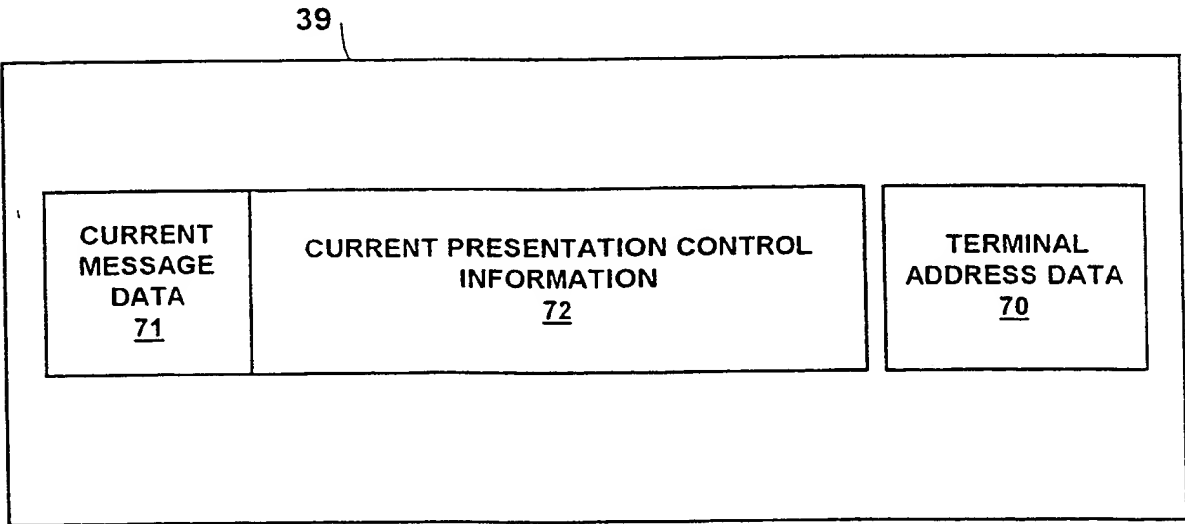 39
CURRENT
MESSAGE
DATA
71
CURRENT PRESENTATION CONTROL
INFORMATION
72
TERMINAL
ADDRESS DATA
70